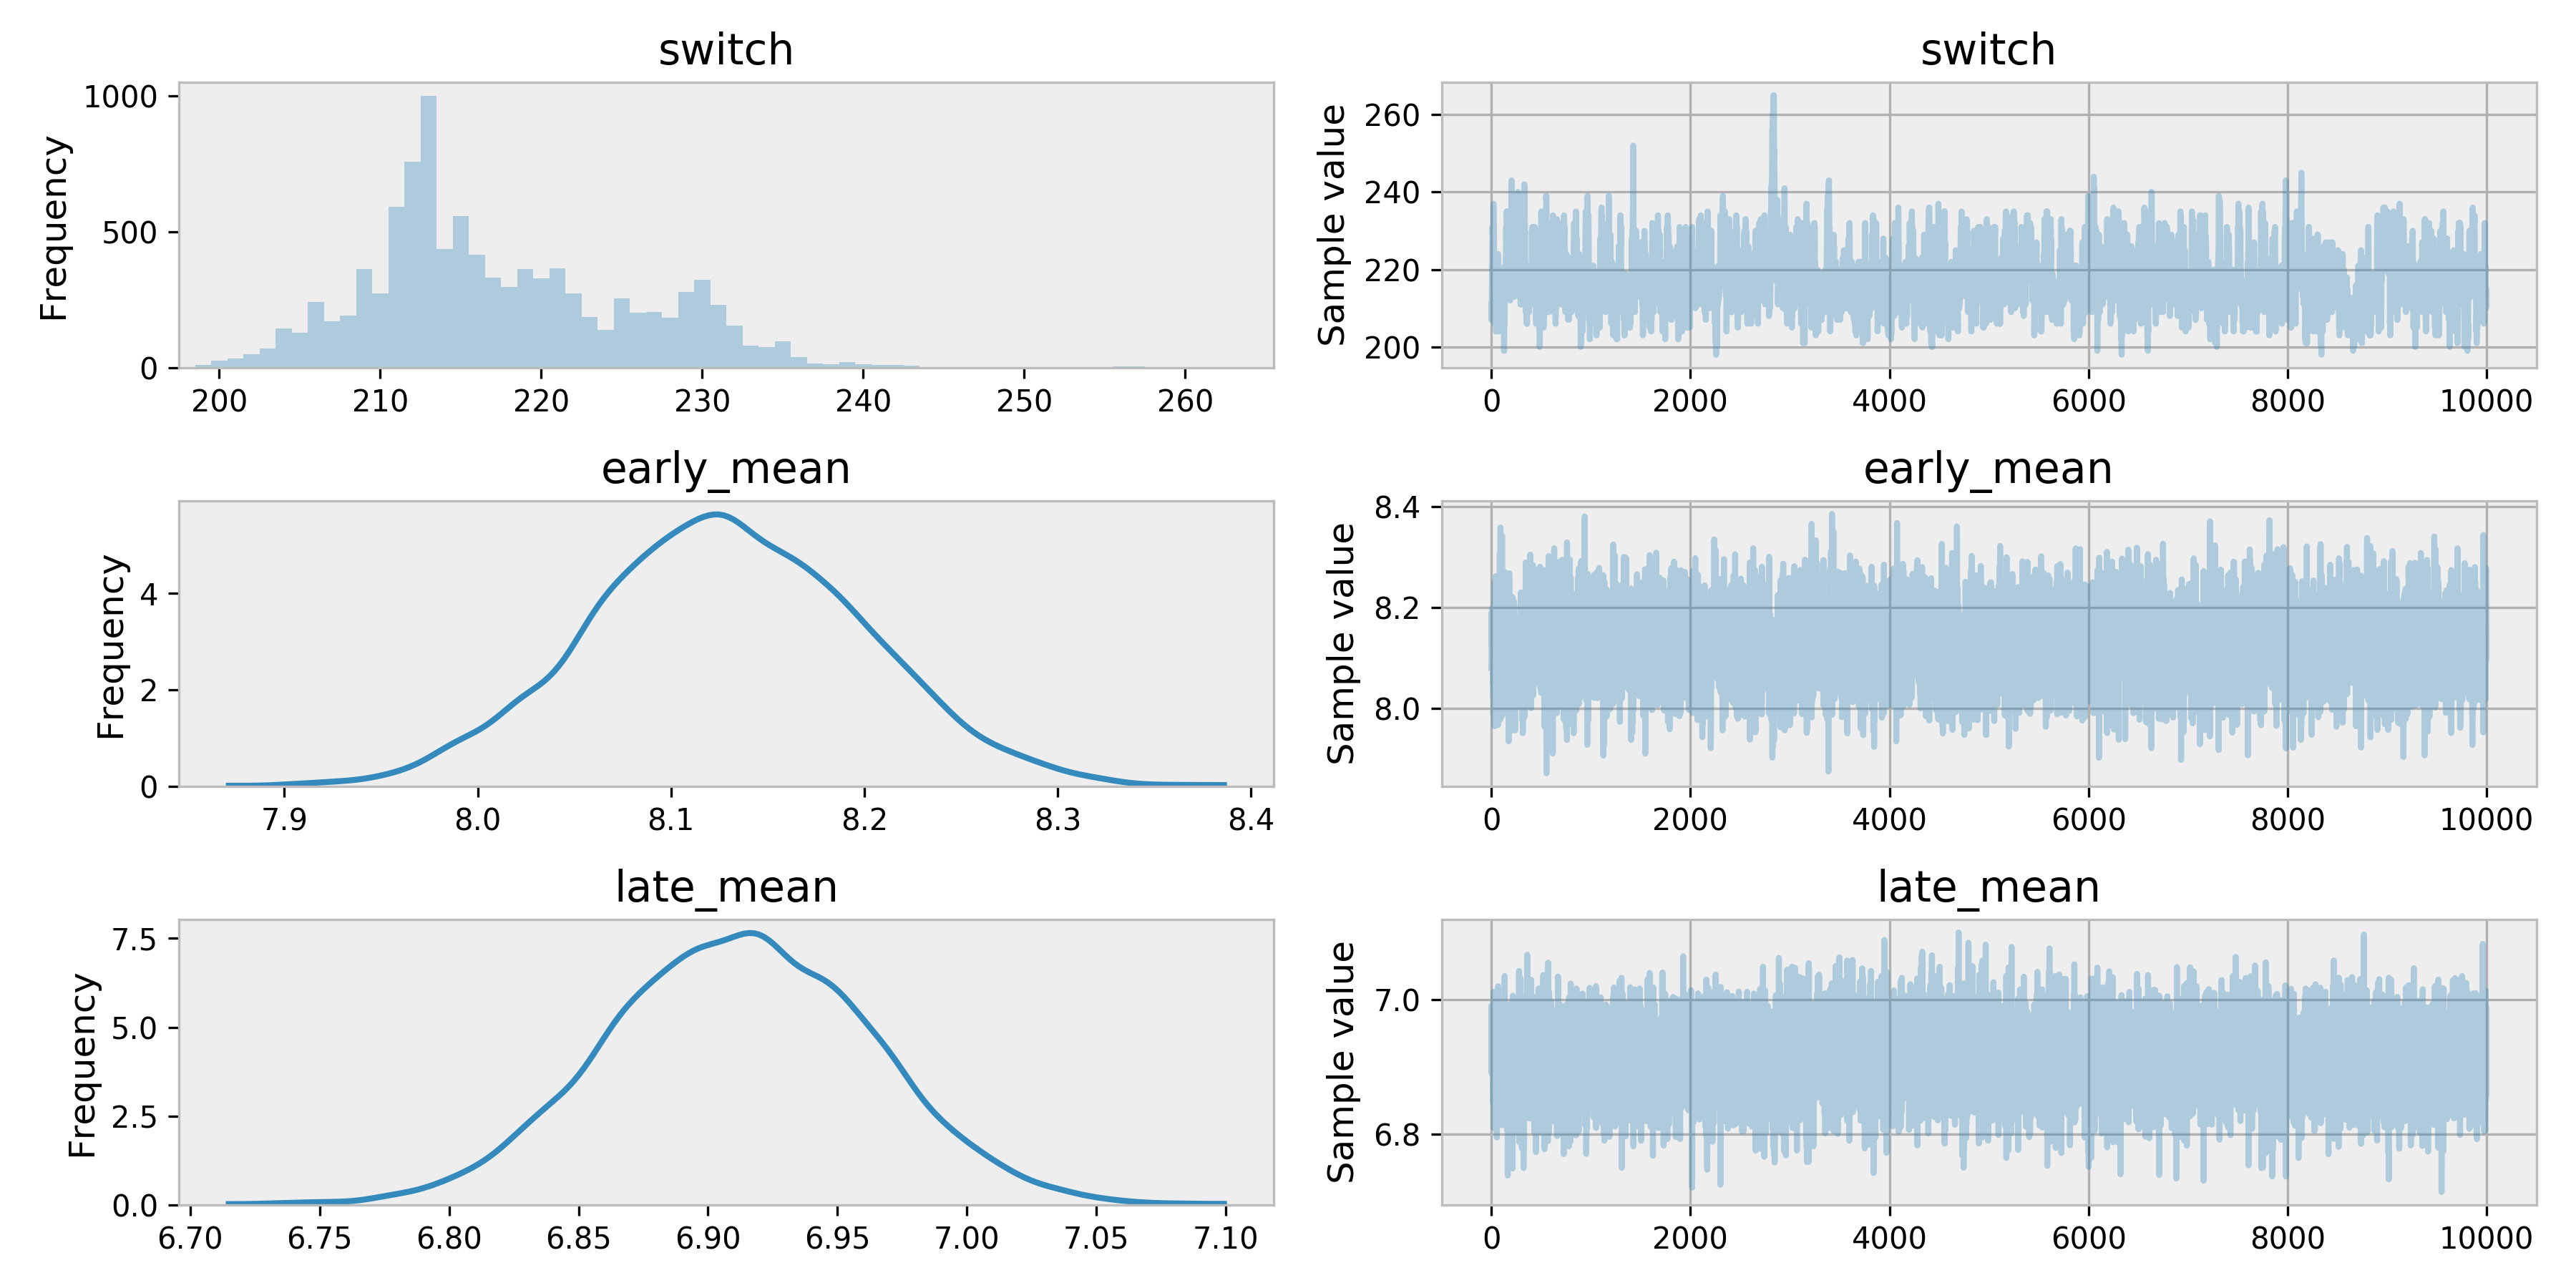 switch
Frequency
1000
500
0
200 210 220 230 240 250 260
switch
Sample value
260
240
220
200
0 2000 4000 6000 8000 10000
early_mean
Frequency
4
2
0
7.9 8.0 8.1 8.2 8.3 8.4
early_mean
Sample value
8.4
8.2
8.0
0 2000 4000 6000 8000 10000
late_mean
Frequency
7.5
5.0
2.5
0.0
6.70 6.75 6.80 6.85 6.90 6.95 7.00 7.05 7.10
late_mean
Sample value
7.0
6.8
0 2000 4000 6000 8000 10000